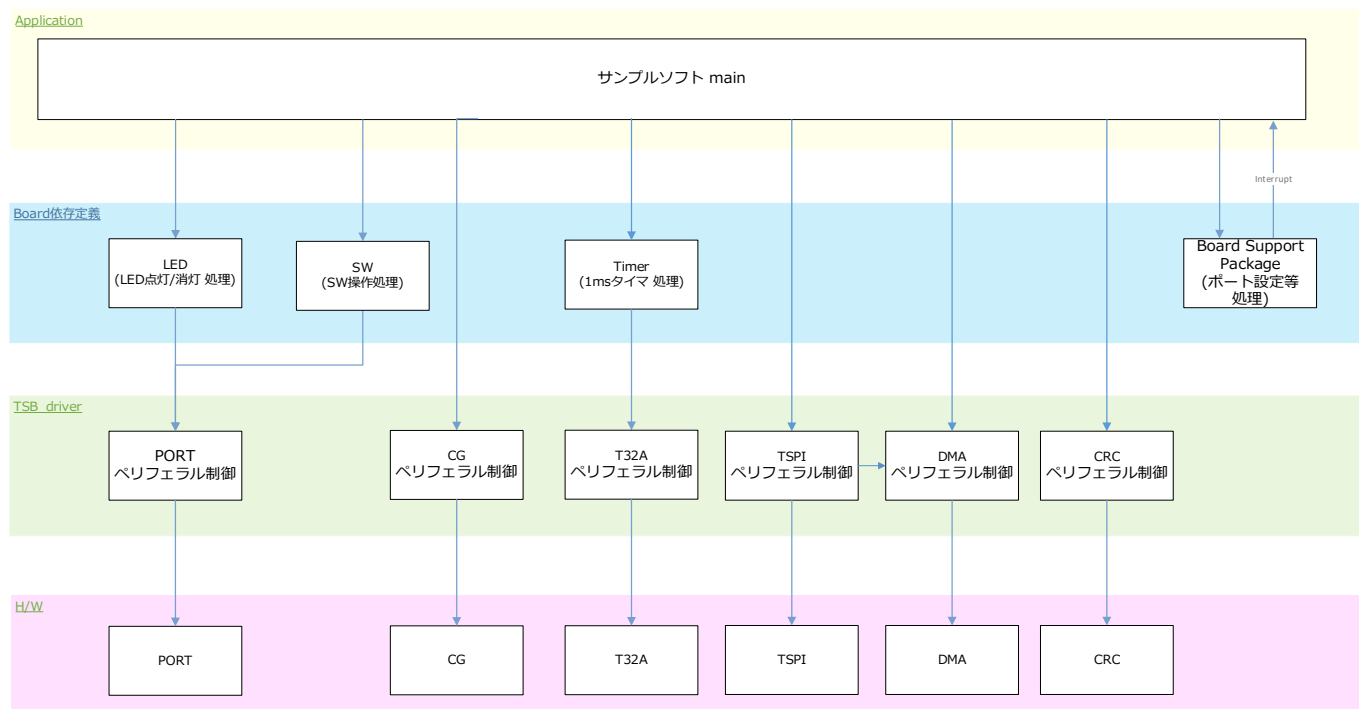 Application
サンプルソフト main
Interrupt
Board依存定義
LED
(LED点灯/消灯 処理)
SW
(SW操作処理)
Timer
(1msタイマ 処理)
Board Support
Package
(ポート設定等
処理)
TSB_driver
PORT
ペリフェラル制御
CG
ペリフェラル制御
T32A
ペリフェラル制御
TSPI
ペリフェラル制御
DMA
ペリフェラル制御
CRC
ペリフェラル制御
H/W
PORT
CG
T32A
TSPI
DMA
CRC